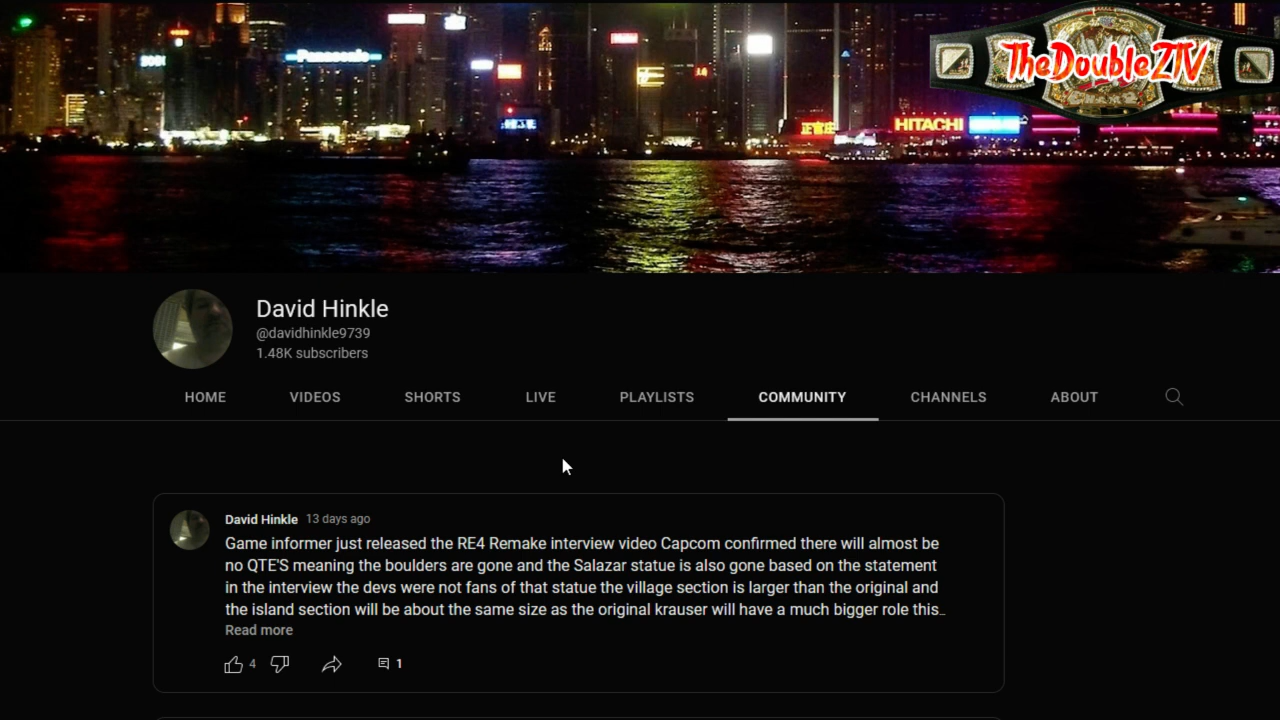 Panasonic
TheDoubleZIV
HITACHI
David Hinkle
@davidhinkle9739
1.48K subscribers
HOME VIDEOS SHORTS LIVE PLAYLISTS COMMUNITY CHANNELS ABOUT
David Hinkle 13 days ago
Game informer just released the RE4 Remake interview video Capcom confirmed there will almost be
no QTE'S meaning the boulders are gone and the Salazar statue is also gone based on the statement
in the interview the devs were not fans of that statue the village section is larger than the original and
the island section will be about the same size as the original krauser will have a much bigger role this…
Read more
4 1